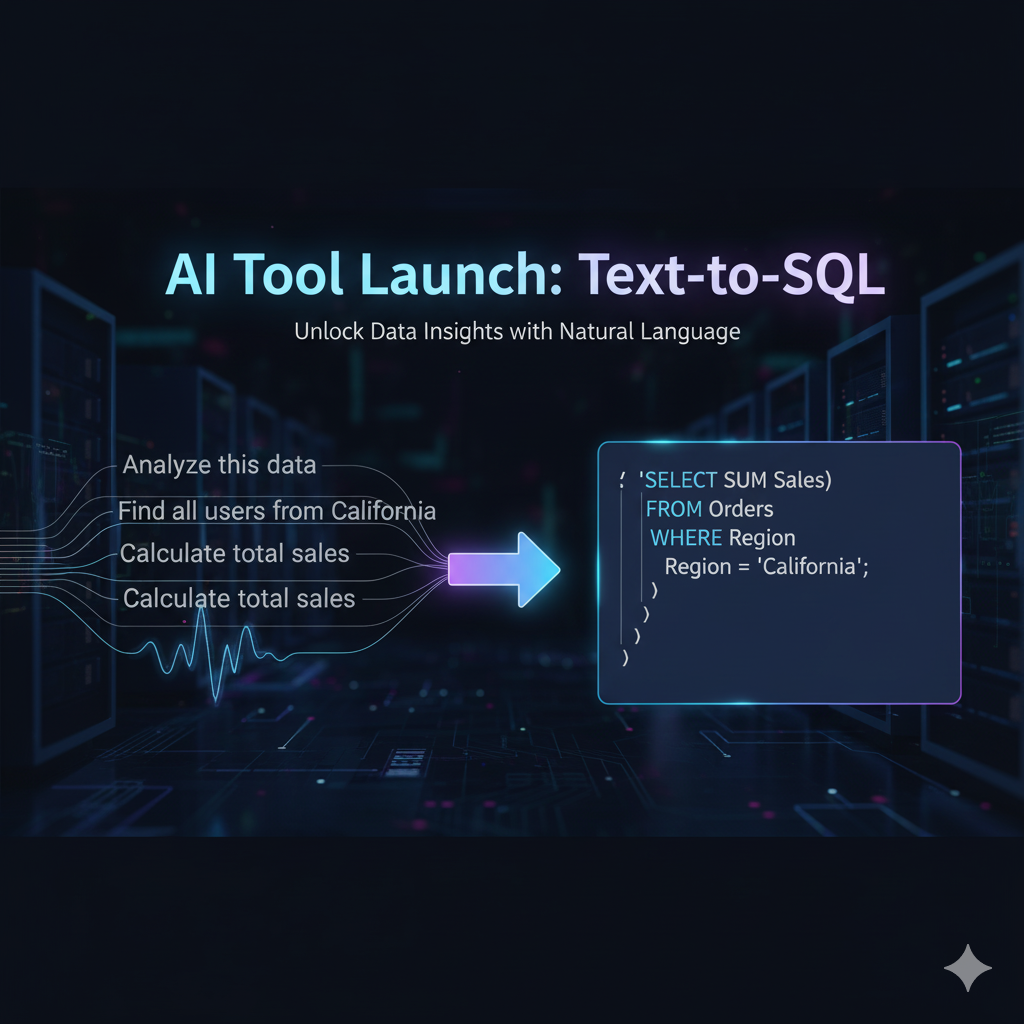 AI Tool Launch: Text-to-SQL
Unlock Data Insights with Natural Language
Analyze this data
Find all users from California
Calculate total sales
Calculate total sales
( 'SELECT SUM Sales)
FROM Orders
WHERE Region
Region = 'California';
)
)
)
)